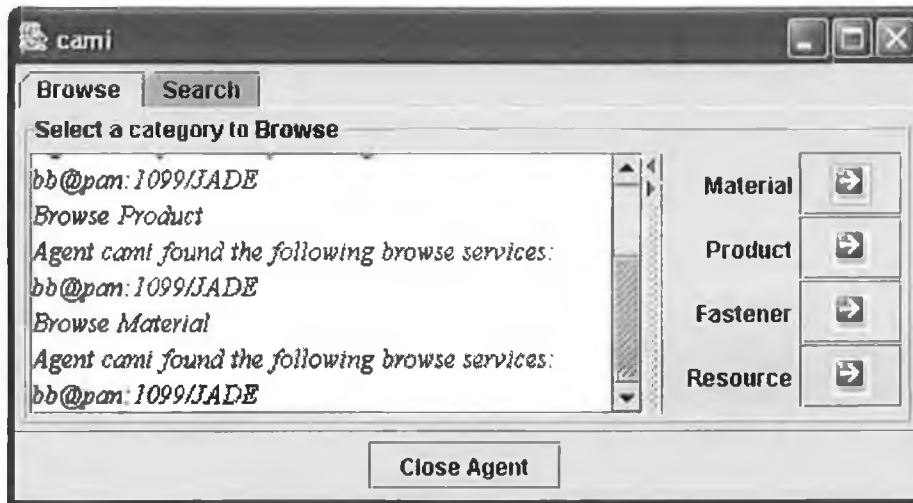 cami
Browse Search
Select a category to Browse
bb@pan:1099/JADE
Browse Product
Agent cami found the following browse services:
bb@pan:1099/JADE
Browse Material
Agent cami found the following browse services:
bb@pan:1099/JADE
Material
Product
Fastener
Resource
Close Agent